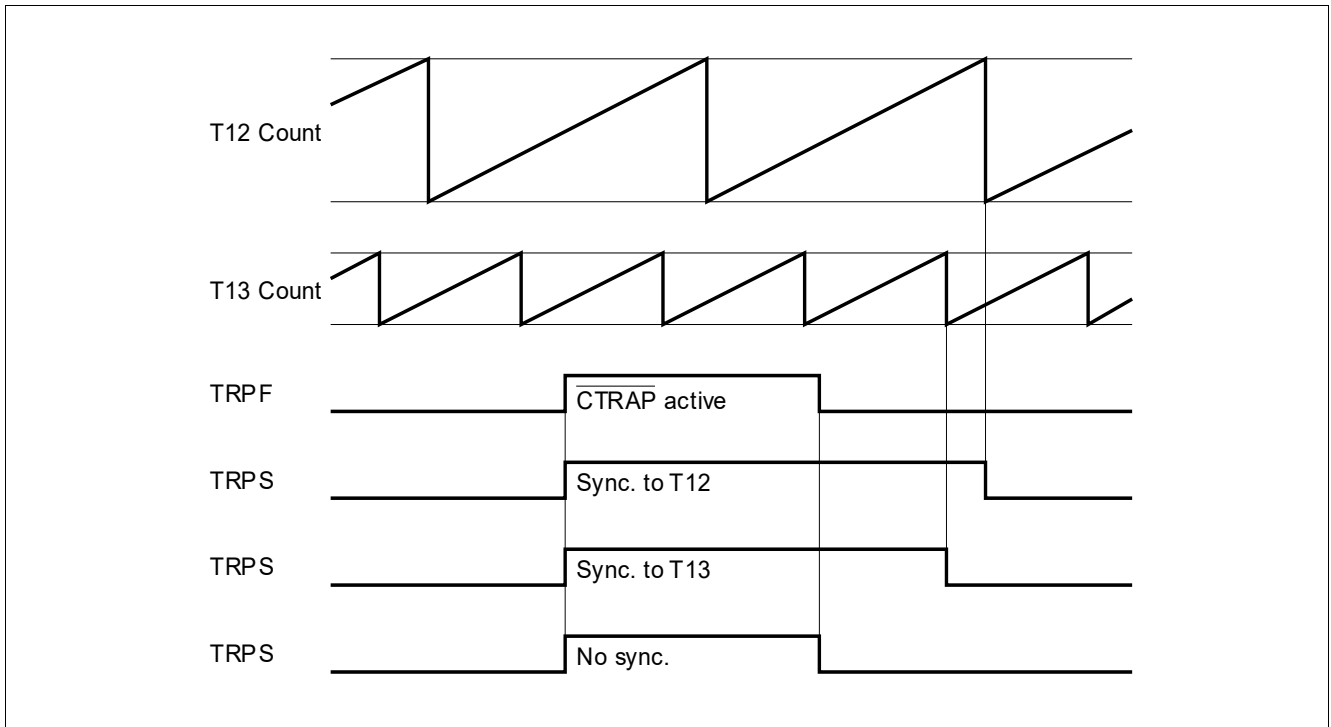 T12 Count
T13 Count
TRPF
CTRAP active
TRPS
Sync. to T12
TRPS
Sync. to T13
TRPS
No sync.